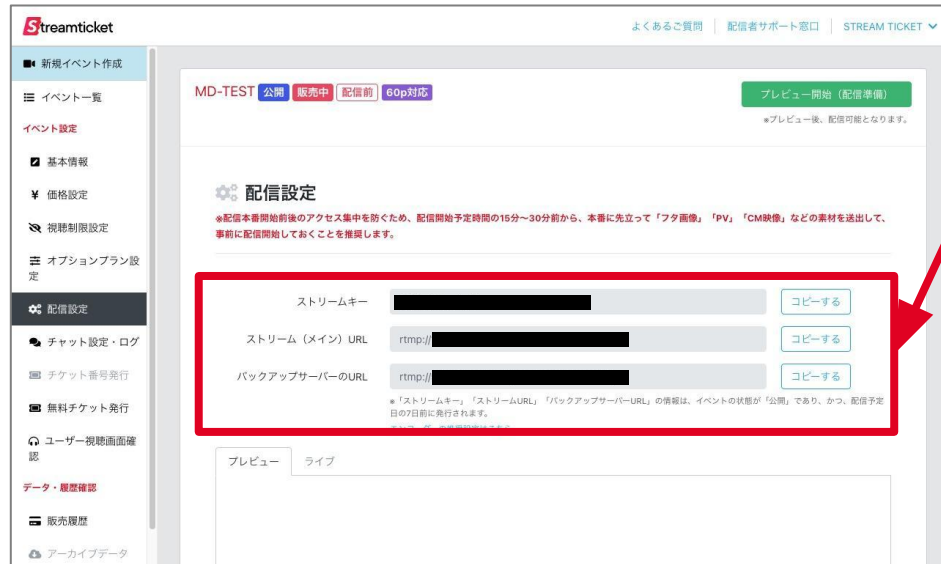 Streamticket
よくあるご質問
配信者サポート窓口
STREAM TICKET
新規イベント作成
イベント一覧
イベント設定
基本情報
価格設定
視聴制限設定
オプションプラン設
定
配信設定
チャット設定・ログ
チケット番号発行
無料チケット発行
ユーザー視聴画面確
認
データ・履歴確認
販売履歴
アーカイブデータ
MD-TEST 公開 販売中 配信前 60p対応
プレビュー開始（配信準備）
※プレビュー後、配信可能となります。
配信設定
※配信本番開始前後のアクセス集中を防ぐため、配信開始予定時間の15分〜30分前から、本番に先立って「フタ画像」「PV」「CM映像」などの素材を送出して、
事前に配信開始しておくことを推奨します。
ストリームキー
コピーする
ストリーム（メイン）URL
rtmp://
コピーする
バックアップサーバーのURL
rtmp://
コピーする
※「ストリームキー」「ストリームURL」「バックアップサーバーURL」の情報は、イベントの状態が「公開」であり、かつ、配信予定
日の7日前に発行されます。
プレビュー
ライブ